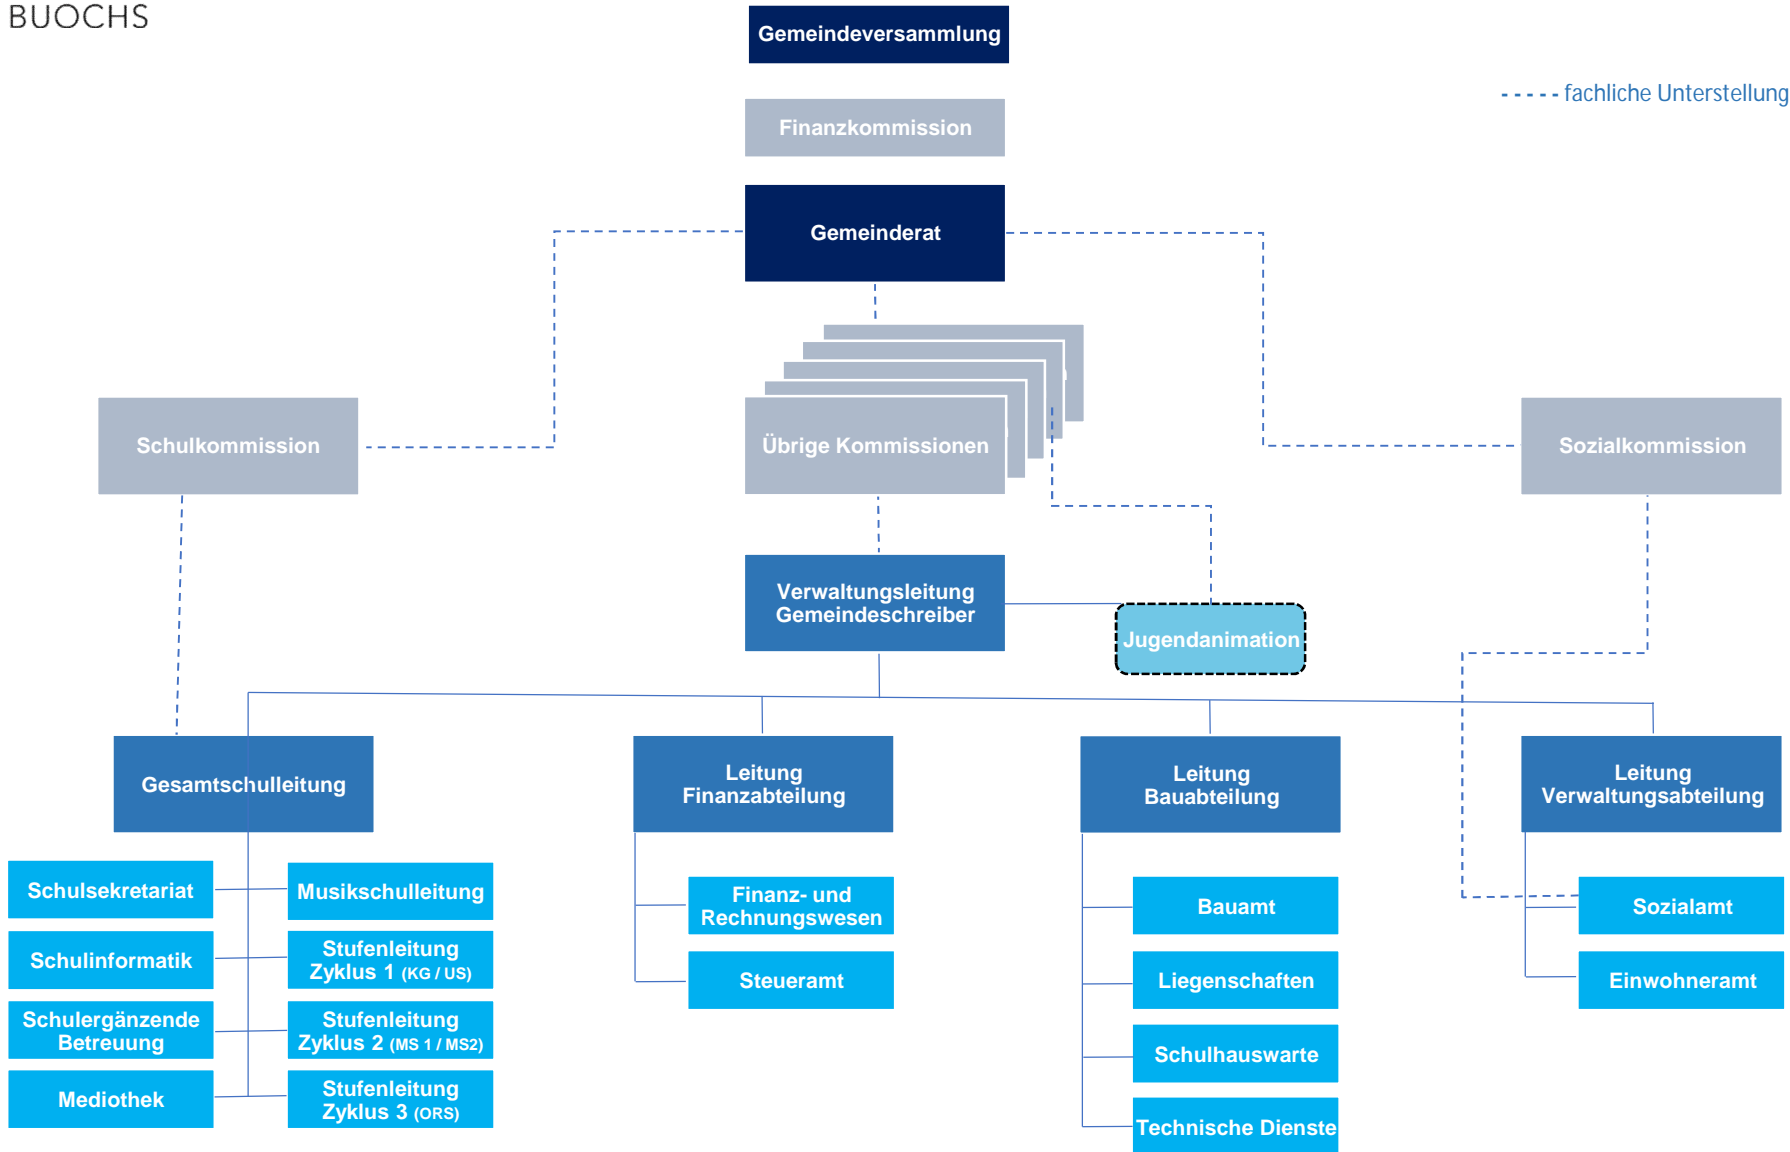 BUOCHS
Gemeindeversammlung
----- fachliche Unterstellung
Finanzkommission
Gemeinderat
Schulkommission
Übrige Kommissionen
Sozialkommission
Verwaltungsleitung
Gemeindeschreiber
Jugendanimation
Gesamtschulleitung
Leitung
Finanzabteilung
Leitung
Bauabteilung
Leitung
Verwaltungsabteilung
Schulsekretariat
Musikschulleitung
Schulinformatik
Stufenleitung
Zyklus 1 (KG / US)
Schulergänzende
Betreuung
Stufenleitung
Zyklus 2 (MS 1 / MS2)
Mediothek
Stufenleitung
Zyklus 3 (ORS)
Finanz- und
Rechnungswesen
Steueramt
Bauamt
Liegenschaften
Schulhauswarte
Technische Dienste
Sozialamt
Einwohneramt